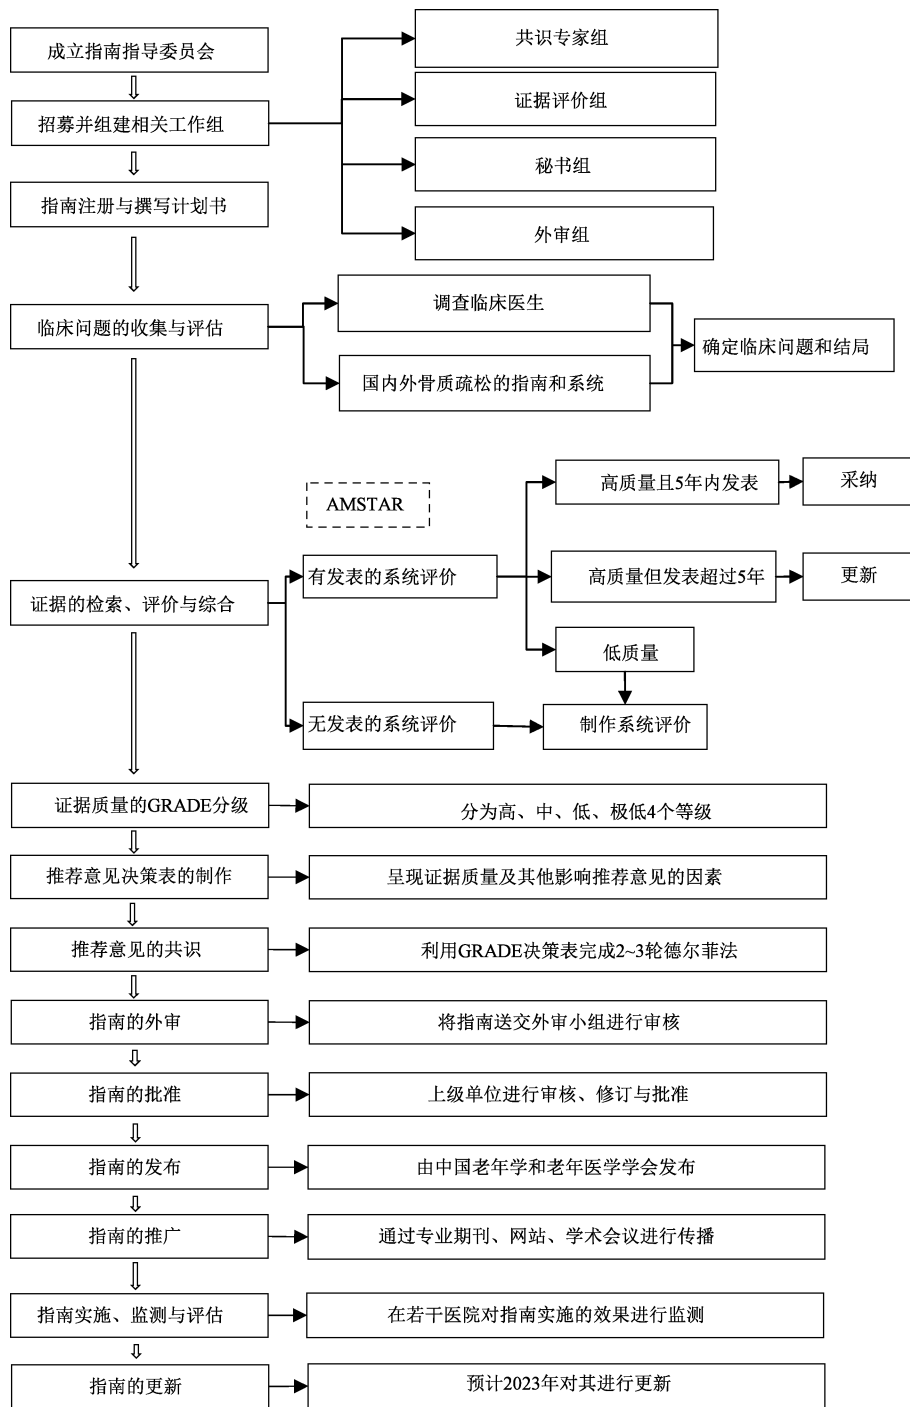 成立指南指导委员会
共识专家组
证据评价组
招募并组建相关工作组
秘书组
指南注册与撰写计划书
外审组
调查临床医生
临床问题的收集与评估
确定临床问题和结局
国内外骨质疏松的指南和系统
高质量且5年内发表
采纳
AMSTAR
有发表的系统评价
高质量但发表超过5年
更新
证据的检索、评价与综合
低质量
无发表的系统评价
制作系统评价
证据质量的GRADE分级
分为高、中、低、极低4个等级
推荐意见决策表的制作
呈现证据质量及其他影响推荐意见的因素
推荐意见的共识
利用GRADE决策表完成2~3轮德尔菲法
指南的外审
将指南送交外审小组进行审核
指南的批准
上级单位进行审核、修订与批准
指南的发布
由中国老年学和老年医学学会发布
指南的推广
通过专业期刊、网站、学术会议进行传播
指南实施、监测与评估
在若干医院对指南实施的效果进行监测
指南的更新
预计2023年对其进行更新